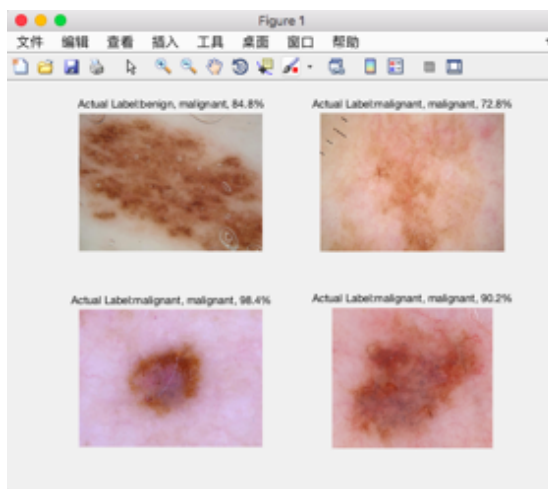 Figure 1
文件 编辑 查看 插入 工具 桌面 窗口 帮助
Actual Label:benign, malignant, 84.8%
Actual Label:malignant, malignant, 72.8%
Actual Label:malignant, malignant, 98.4%
Actual Label:malignant, malignant, 90.2%